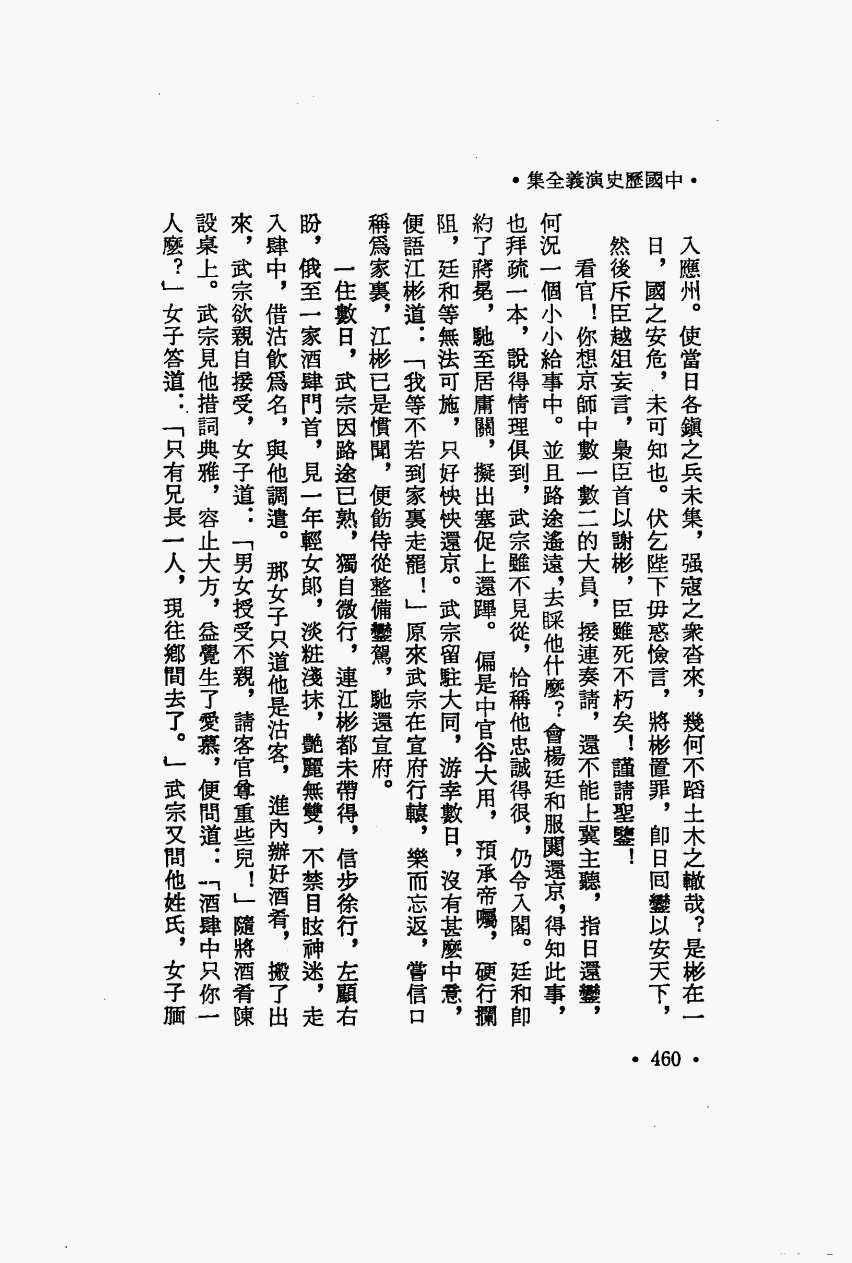 •中國歷史演義全集•
入應州。使當日各鎮之兵未集，强寇之衆沓來，幾何不蹈土木之轍哉？是彬在一
日，國之安危，未可知也。伏乞陛下毋惑憸言，將彬置罪，卽日囘鑾以安天下，
然後斥臣越俎妄言，梟臣首以謝彬，臣雖死不朽矣！謹請聖鑒！
看官！你想京師中數一數二的大員，接連奏請，還不能上冀主聽，指日還鑾，
何況一個小小給事中。並且路途遙遠，去睬他什麼？會楊廷和服闋還京，得知此事，
也拜疏一本，說得情理俱到，武宗雖不見從，恰稱他忠誠得很，仍令入閣。廷和卽
約了蔣冕，馳至居庸關，擬出塞促上還蹕。偏是中官谷大用，預承帝囑，硬行攔
阻，廷和等無法可施，只好怏怏還京。武宗留駐大同，游幸數日，沒有甚麼中意，
便語江彬道：「我等不若到家裏走罷！」原來武宗在宣府行轅，樂而忘返，嘗信口
稱爲家裏，江彬已是慣聞，便飭侍從整備鑾駕，馳還宣府。
一住數日，武宗因路途已熟，獨自微行，連江彬都未帶得，信步徐行，左顧右
盼，俄至一家酒肆門首，見一年輕女郎，淡粧淺抹，艷麗無雙，不禁目眩神迷，走
入肆中，借沽飲爲名，與他調遣。那女子只道他是沽客，進內辦好酒肴，搬了出
來，武宗欲親自接受，女子道：「男女授受不親，請客官尊重些兒！」隨將酒肴陳
設桌上。武宗見他措詞典雅，容止大方，益覺生了愛慕，便問道：「酒肆中只你一
人麼？」女子答道：「只有兄長一人，現往鄕間去了。」武宗又問他姓氏，女子腼
•460•